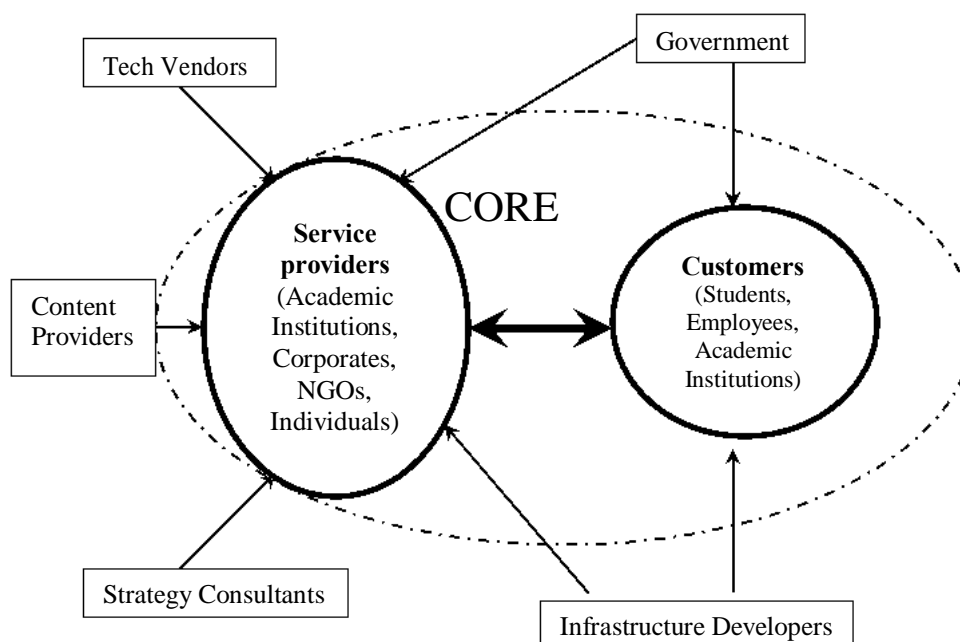 Government
Tech Vendors
CORE
Service
providers
(Academic
Institutions,
Corporates,
NGOs,
Individuals)
Customers
(Students,
Employees,
Academic
Institutions)
Content
Providers
Strategy Consultants
Infrastructure Developers